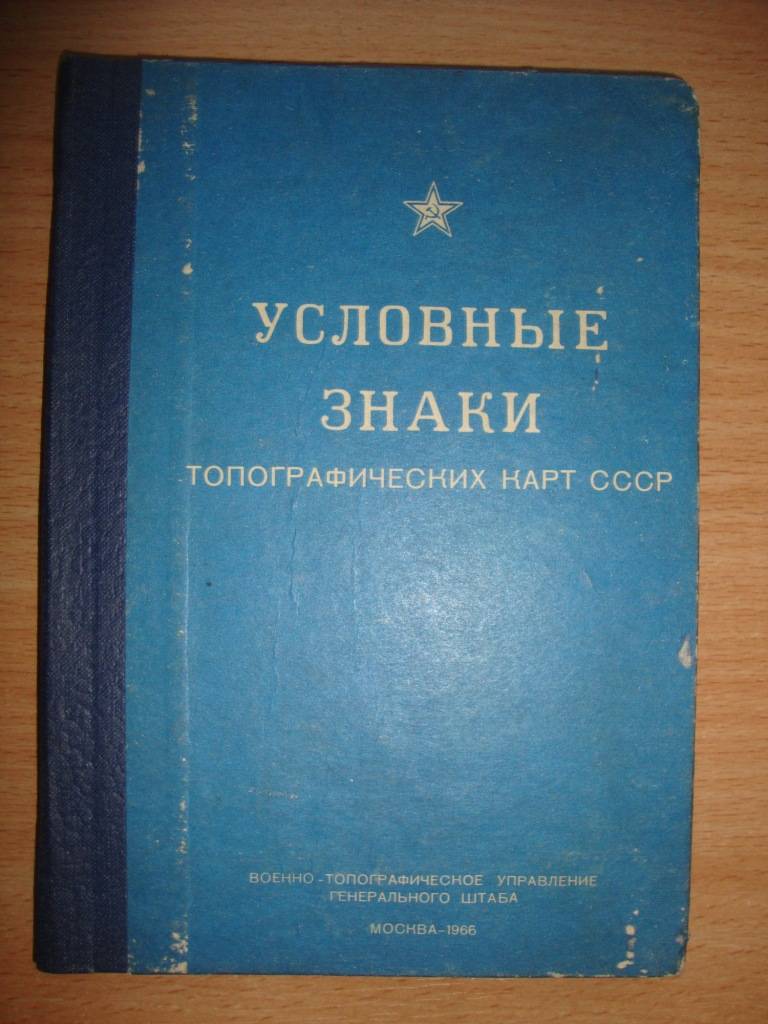 УСЛОВНЫЕ
ЗНАКИ
ТОПОГРАФИЧЕСКИХ КАРТ СССР
ВОЕННО-ТОПОГРАФИЧЕСКОЕ УПРАВЛЕНИЕ
ГЕНЕРАЛЬНОГО ШТАБА
МОСКВА-1966